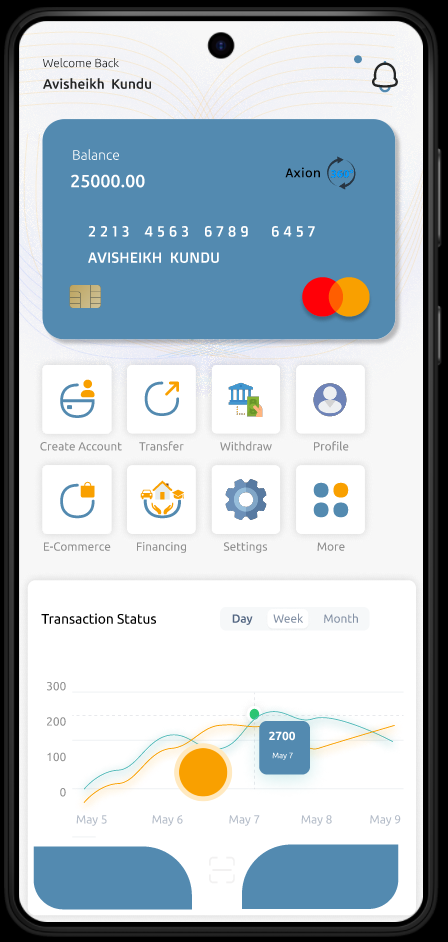 Welcome Back
Avisheikh Kundu
Balance
25000.00
Axion
2213 4563 6789 6457
AVISHEIKH KUNDU
Create Account Transfer Withdraw Profile
E-Commerce Financing Settings More
Transaction Status Day Week Month
300
200
2700
May 7
100
0
May 5 May 6 May 7 May 8 May 9